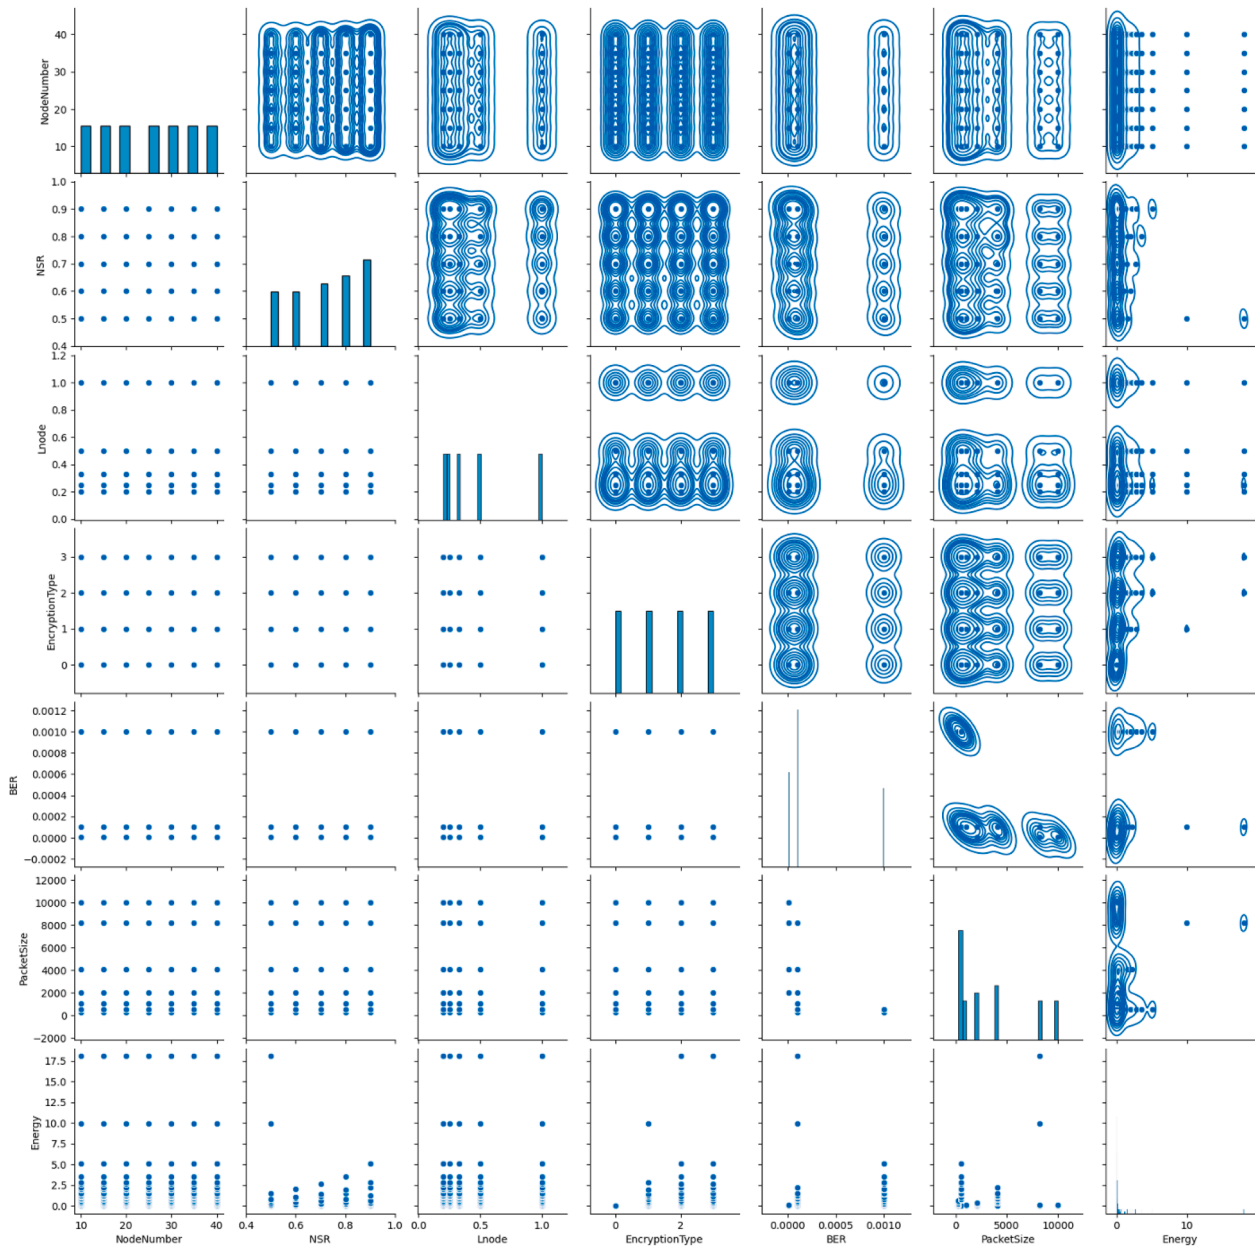 NodeNumber
40
30
20
10
NSR
1.0
0.9
0.8
0.7
0.6
0.5
0.4
Lnode
1.2
1.0
0.8
0.6
0.4
0.2
0.0
EncryptionType
3
2
1
0
BER
0.0012
0.0010
0.0008
0.0006
0.0004
0.0002
0.0000
−0.0002
PacketSize
12000
10000
8000
6000
4000
2000
0
−2000
Energy
17.5
15.0
12.5
10.0
7.5
5.0
2.5
0.0
10 20 30 40
NodeNumber
0.4 0.6 0.8 1.0
NSR
0.0 0.5 1.0
Lnode
0 2
EncryptionType
0.0000 0.0005 0.0010
BER
0 5000 10000
PacketSize
0 10
Energy